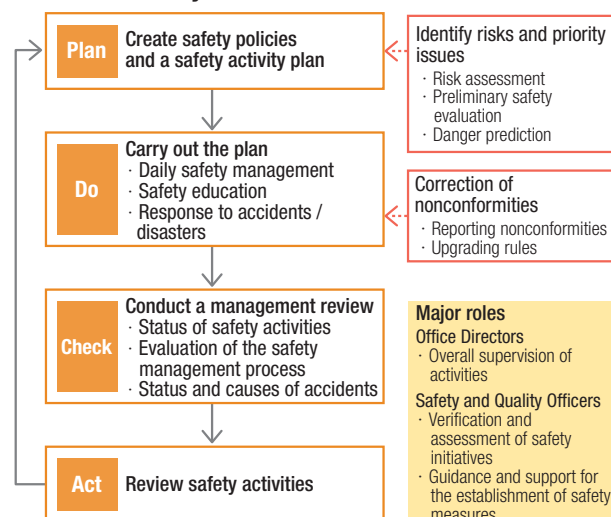 Plan
Create safety policies
and a safety activity plan
Identify risks and priority
issues
· Risk assessment
· Preliminary safety
evaluation
· Danger prediction
Do
Carry out the plan
· Daily safety management
· Safety education
· Response to accidents /
disasters
Correction of
nonconformities
· Reporting nonconformities
· Upgrading rules
Check
Conduct a management review
· Status of safety activities
· Evaluation of the safety
management process
· Status and causes of accidents
Major roles
Office Directors
· Overall supervision of
activities
Safety and Quality Officers
· Verification and
assessment of safety
initiatives
· Guidance and support for
the establishment of safety
measures
Act
Review safety activities